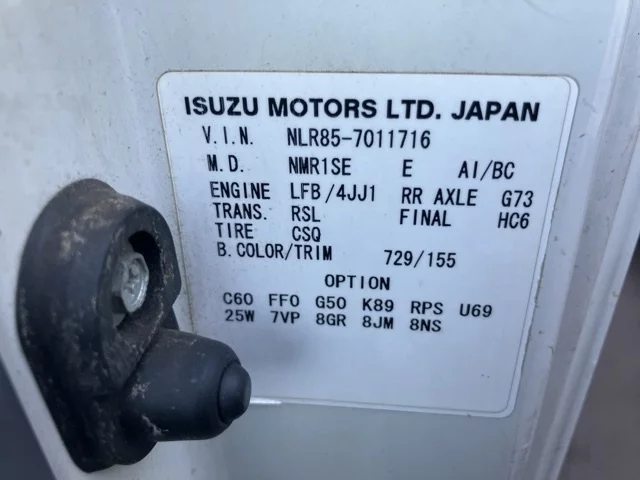 ISUZU MOTORS LTD. JAPAN
V.I.N. NLR85-7011716
M.D. NMR1SE E AI/BC
ENGINE LFB/4JJ1 RR AXLE G73
TRANS. RSL FINAL HC6
TIRE CSQ
B.COLOR/TRIM 729/155
OPTION
C60 FF0 G50 K89 RPS U69
25W 7VP 8GR 8JM 8NS